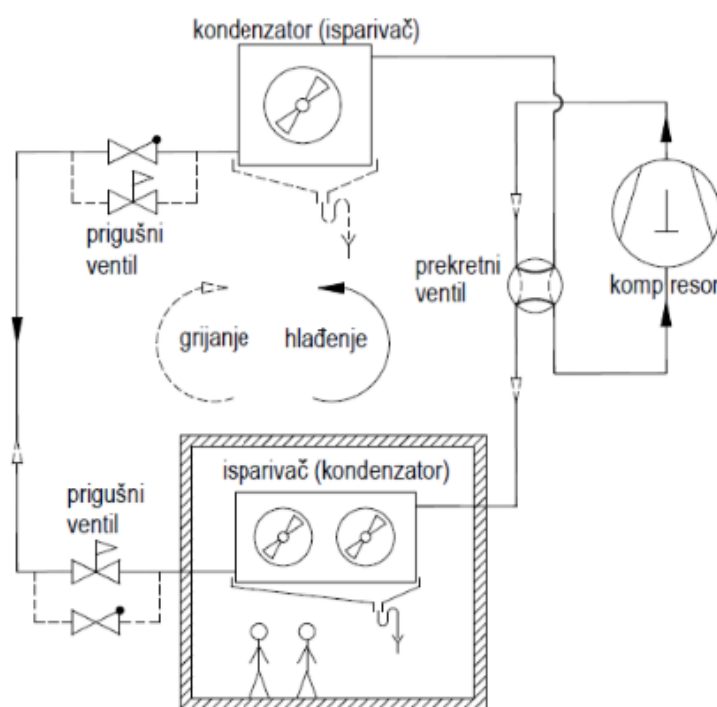 kondenzator (isparivač)
prigušni
ventil
prekretni
ventil
kompresor
grijanje
hlađenje
isparivač (kondenzator)
prigušni
ventil